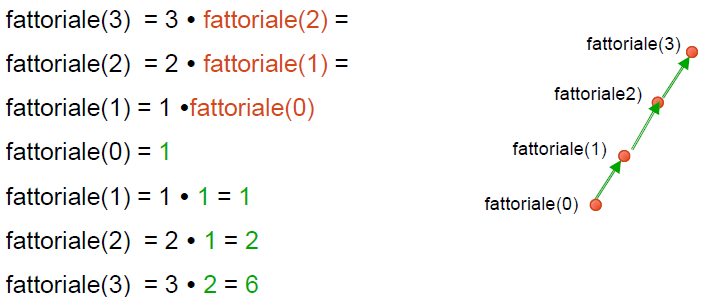 fattoriale(3) = 3 • fattoriale(2) =
fattoriale(2) = 2 • fattoriale(1) =
fattoriale(1) = 1 •fattoriale(0)
fattoriale(0) = 1
fattoriale(1) = 1 • 1 = 1
fattoriale(2) = 2 • 1 = 2
fattoriale(3) = 3 • 2 = 6
fattoriale(3)
fattoriale2)
fattoriale(1)
fattoriale(0)